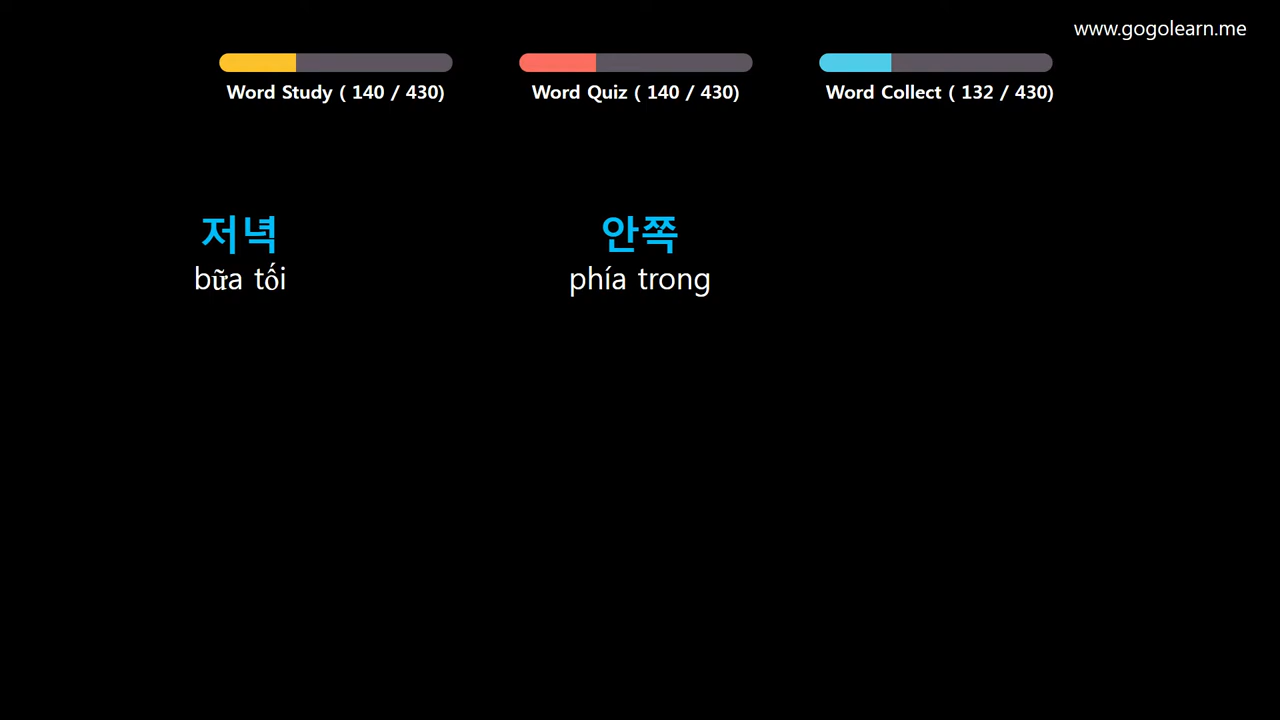 www.gogolearn.me
Word Study ( 140 / 430)
Word Quiz ( 140 / 430)
Word Collect ( 132 / 430)
저녁
bữa tối
안쪽
phía trong